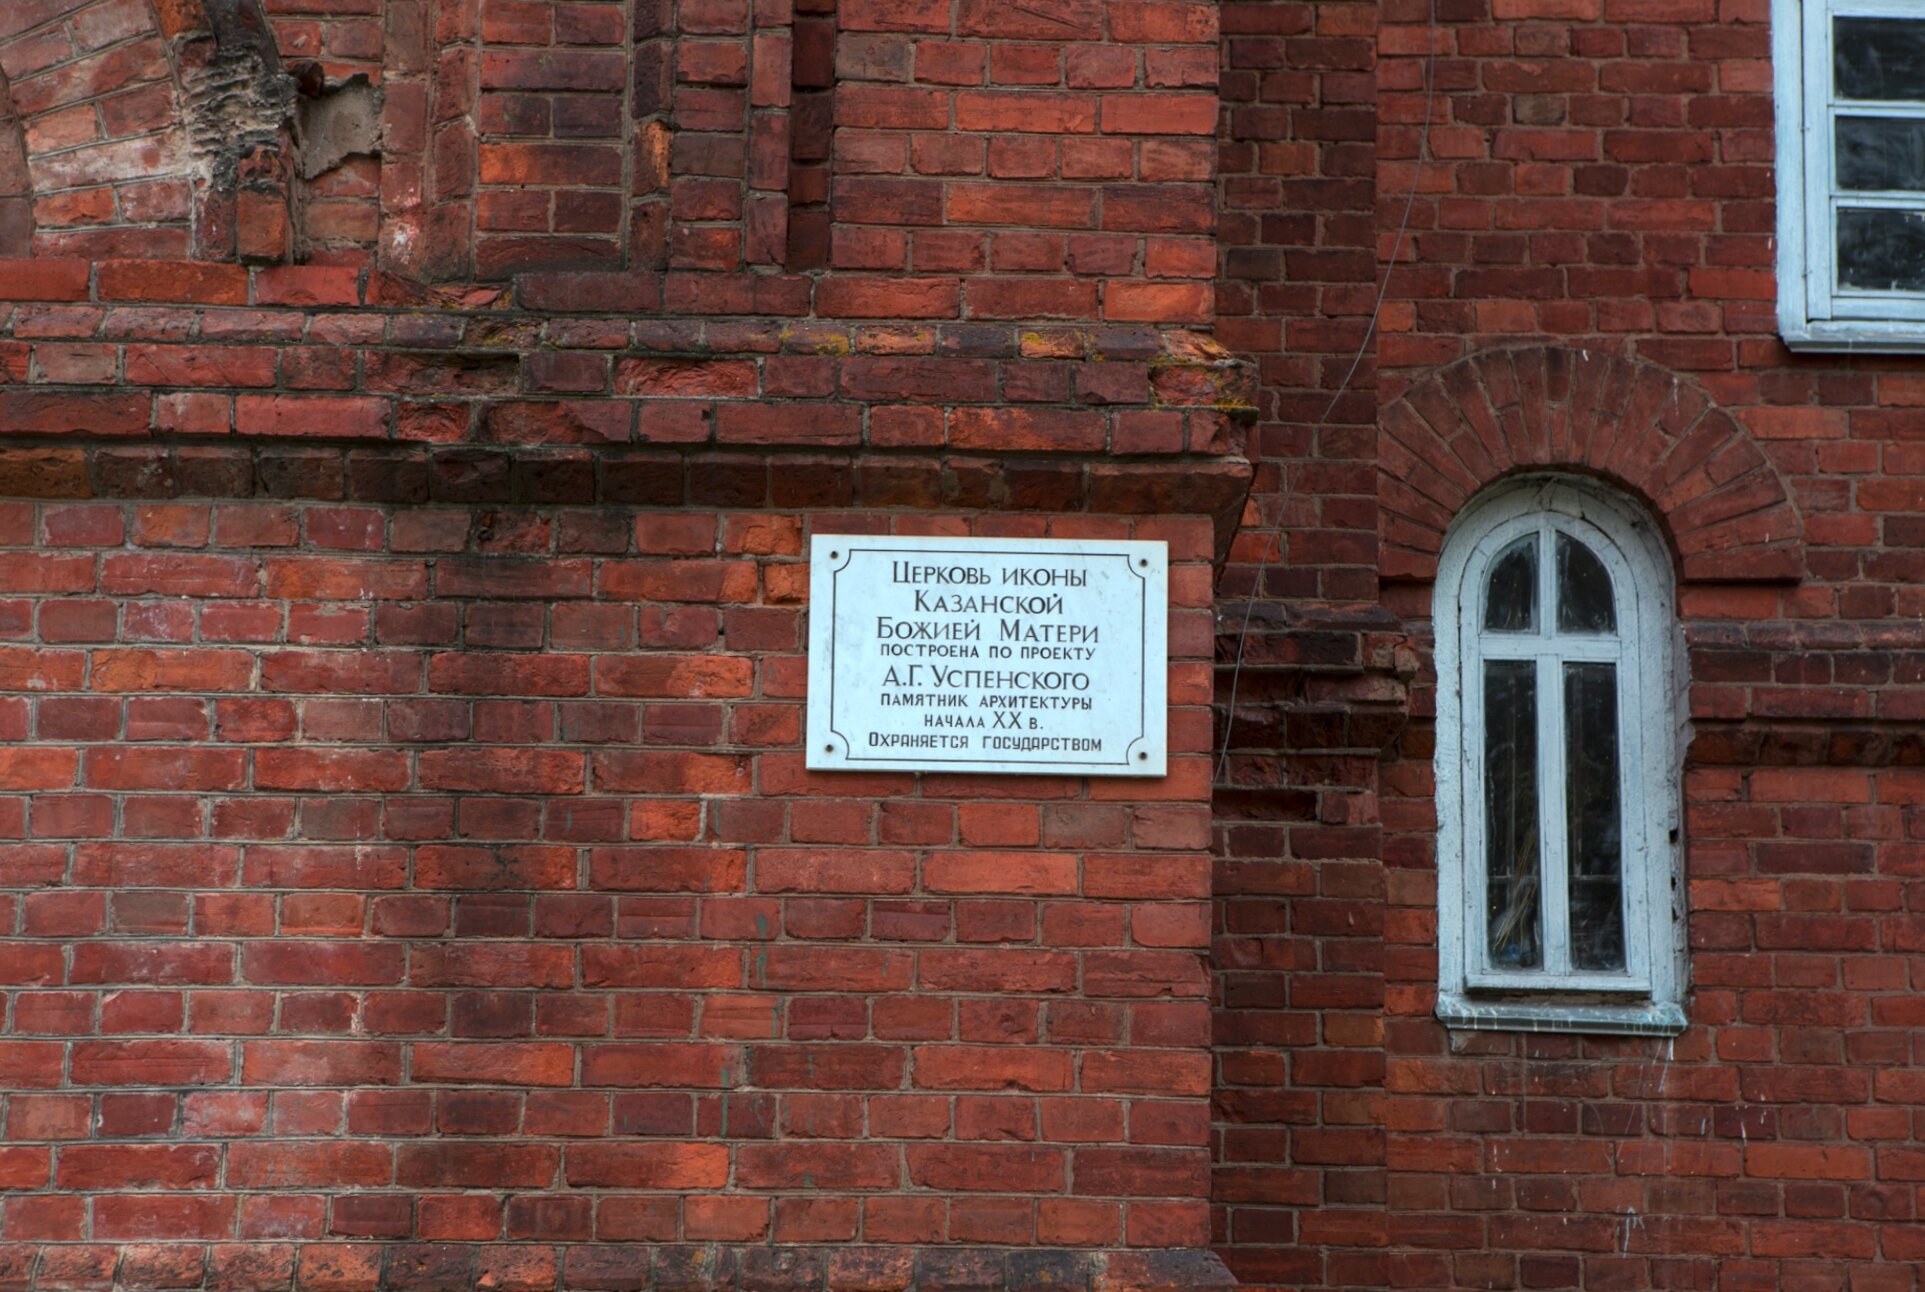 Церковь иконы
Казанской
Божией Матери
построена по проекту
А.Г. Успенского
памятник архитектуры
начала XX в.
Охраняется государством